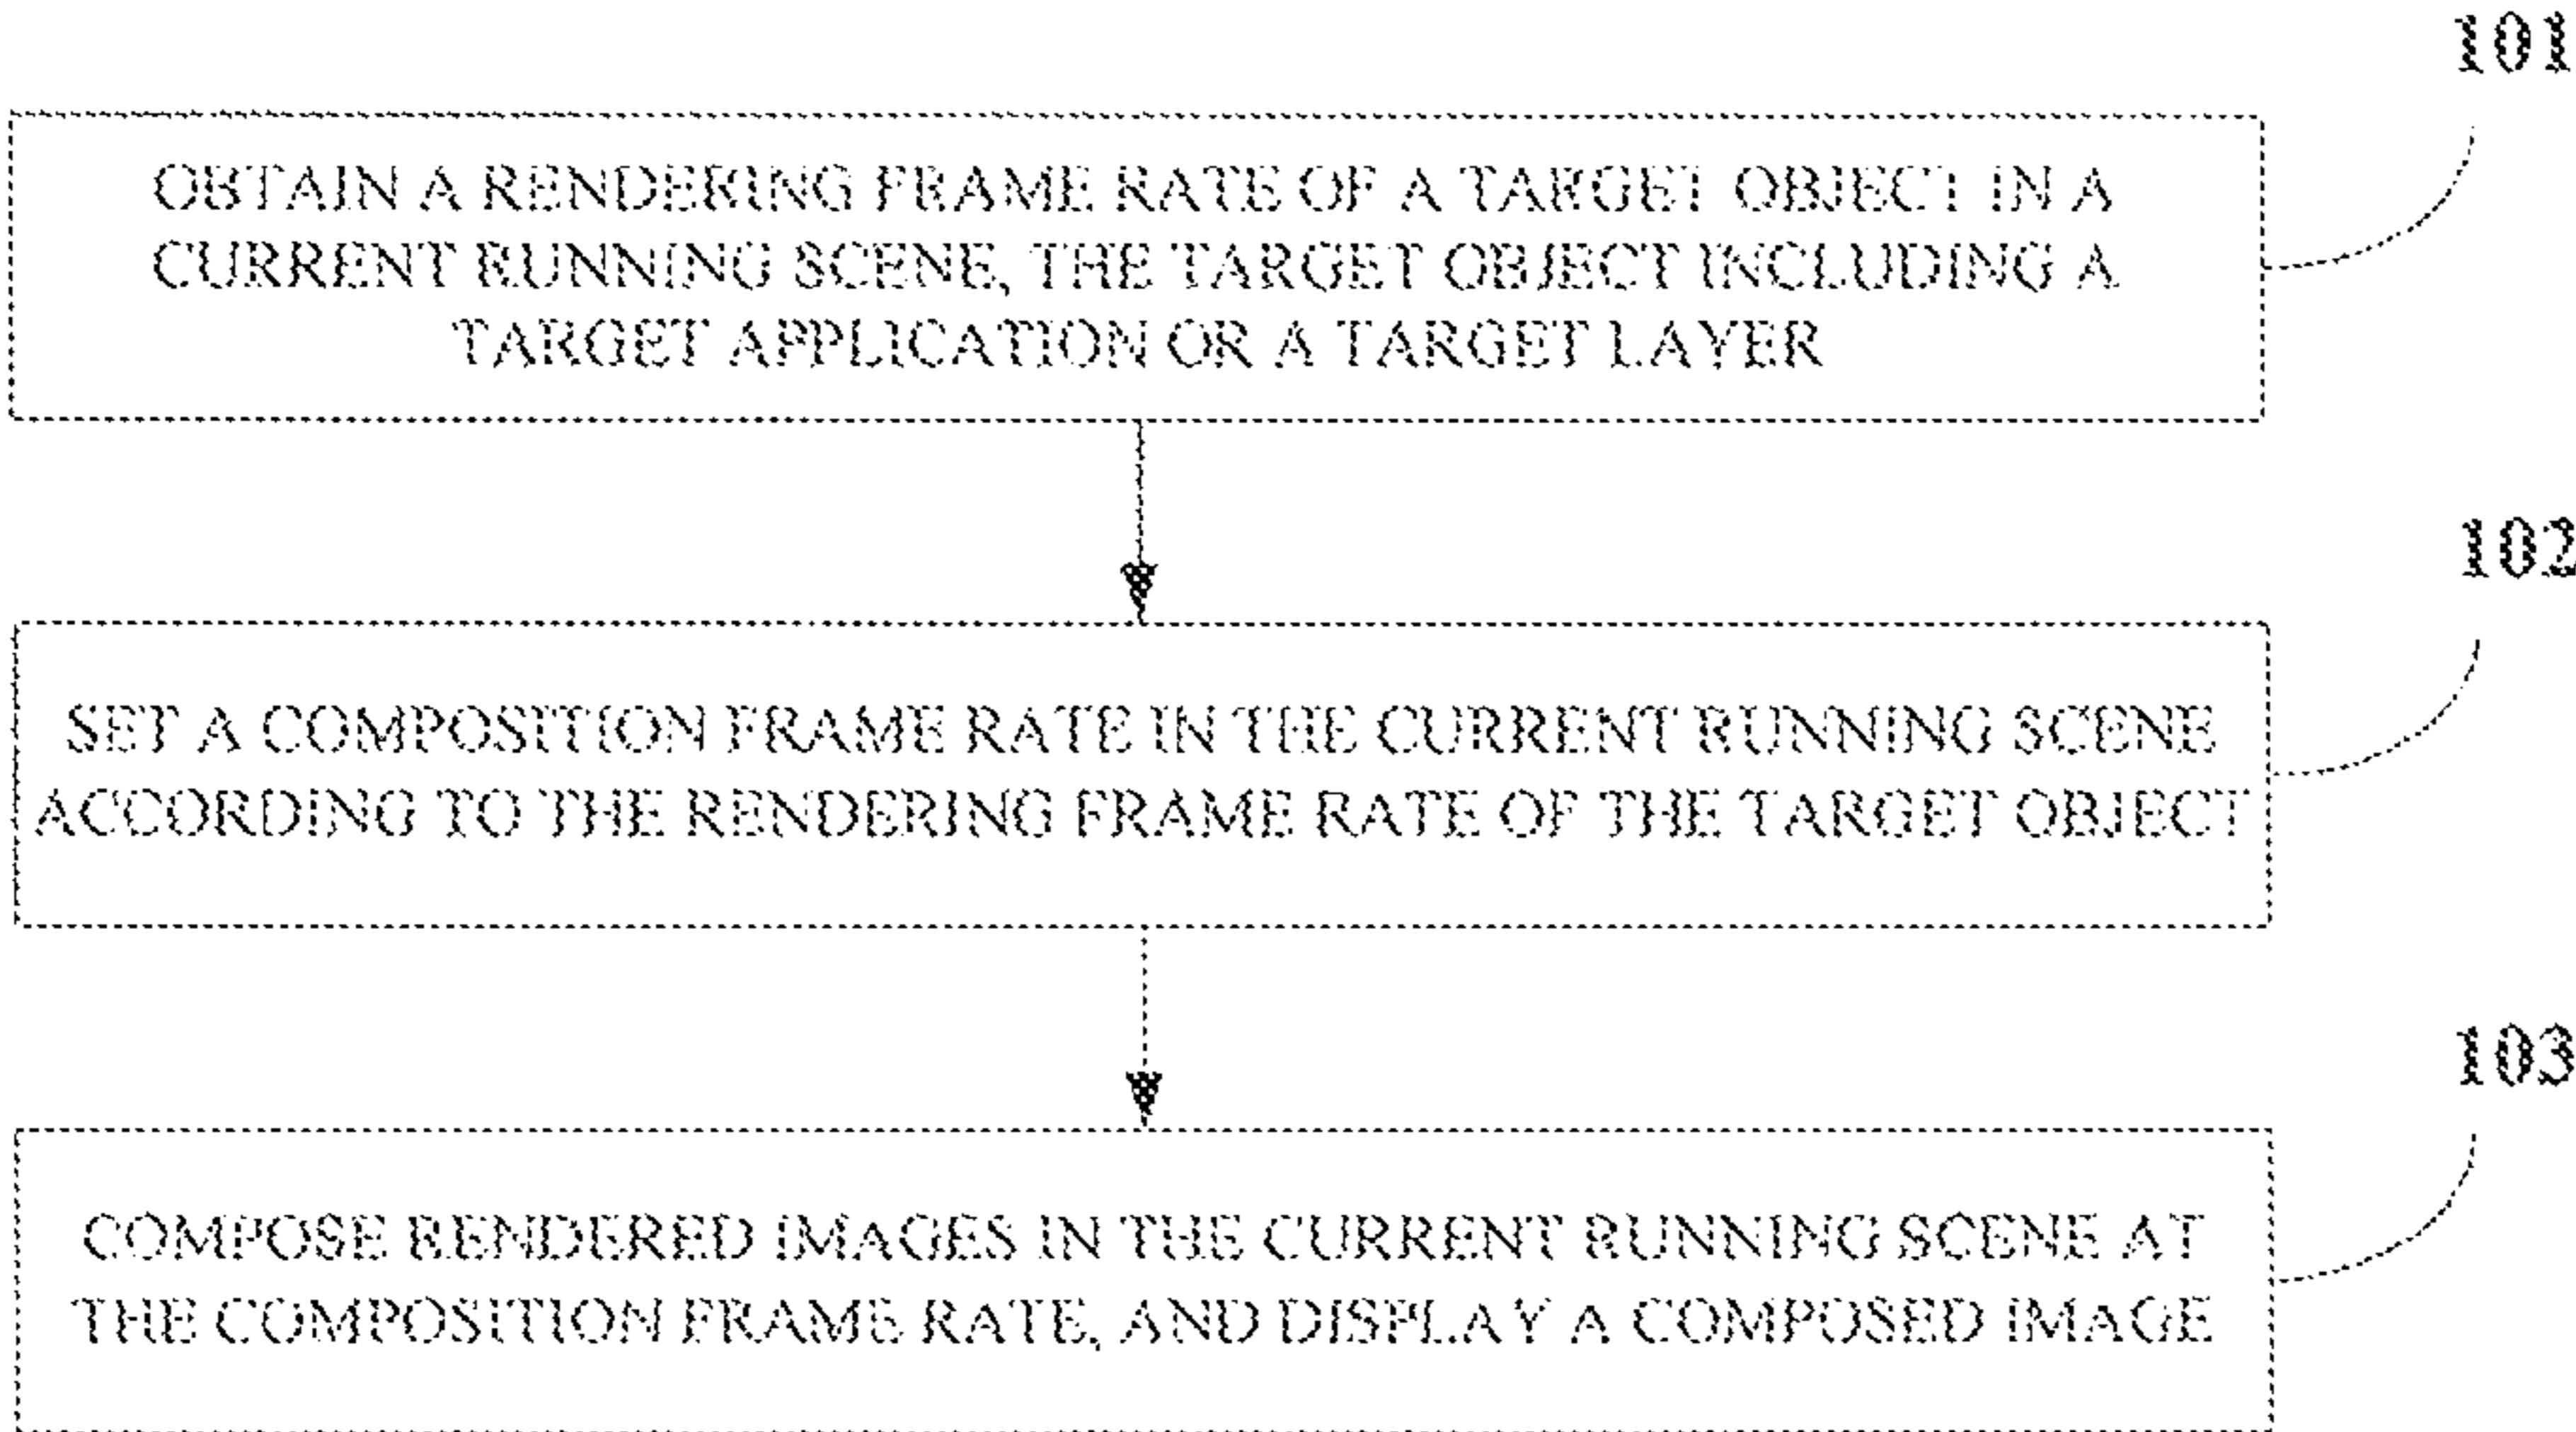 101
OBTAIN A RENDERING FRAME RATE OF A TARGET OBJECT IN A
CURRENT RUNNING SCENE, THE TARGET OBJECT INCLUDING A
TARGET APPLICATION OR A TARGET LAYER
102
SET A COMPOSITION FRAME RATE IN THE CURRENT RUNNING SCENE
ACCORDING TO THE RENDERING FRAME RATE OF THE TARGET OBJECT
103
COMPOSE RENDERED IMAGES IN THE CURRENT RUNNING SCENE AT
THE COMPOSITION FRAME RATE, AND DISPLAY A COMPOSED IMAGE